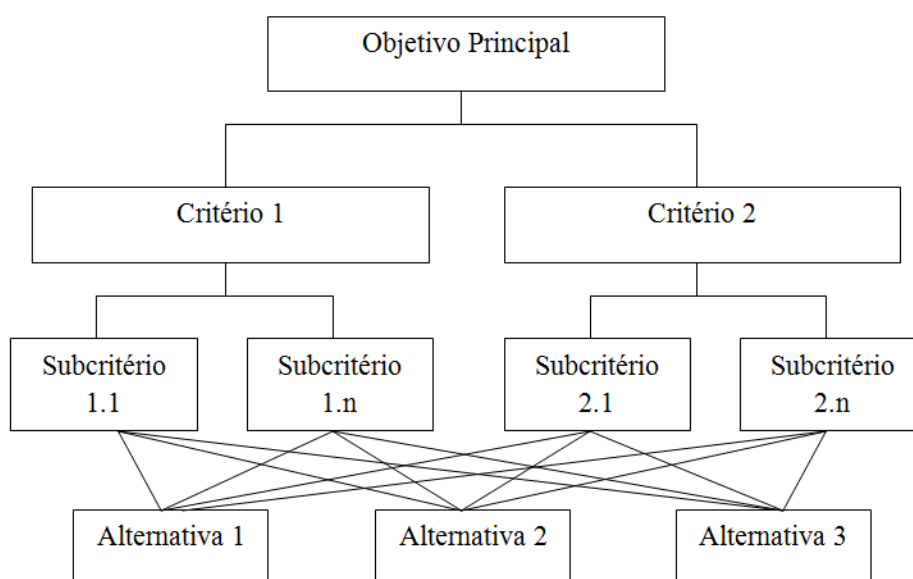 Objetivo Principal
Critério 1
Critério 2
Subcritério
1.1
Subcritério
1.n
Subcritério
2.1
Subcritério
2.n
Alternativa 1
Alternativa 2
Alternativa 3